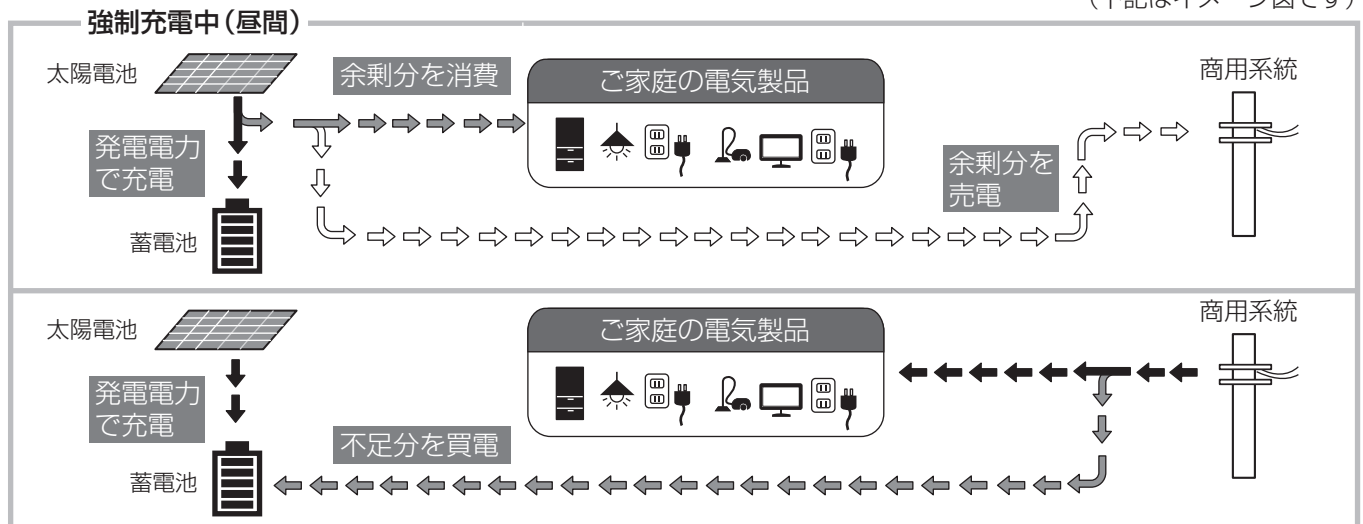 強制充電中（昼間）
太陽電池
余剰分を消費
ご家庭の電気製品
商用系統
発電電力
で充電
余剰分を
売電
蓄電池
太陽電池
ご家庭の電気製品
商用系統
発電電力
で充電
不足分を買電
蓄電池